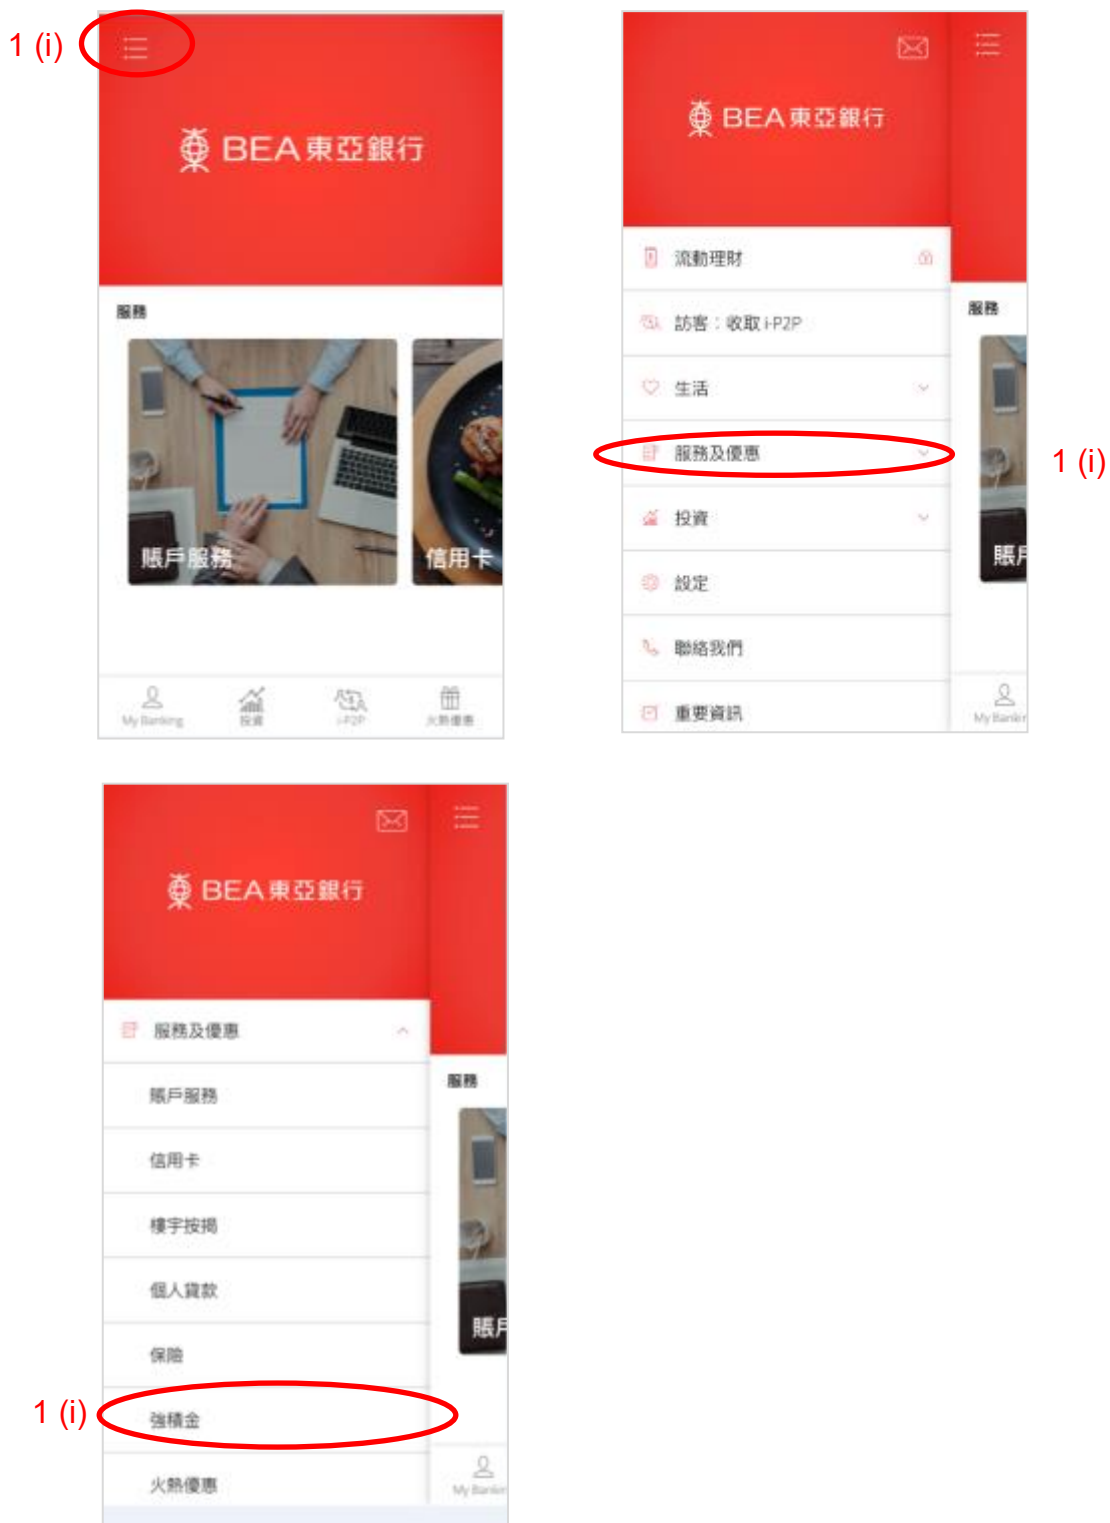 1 (i)
BEA東亞銀行
服務
賬戶服務
信用卡
My Banking
投資
i-P2P
火熱優惠
BEA東亞銀行
流動理財
訪客：收取 i-P2P
生活
服務及優惠
1 (i)
投資
設定
聯絡我們
重要資訊
服務
賬戶
My Bankin
BEA東亞銀行
服務及優惠
賬戶服務
信用卡
樓宇按揭
個人貸款
保險
1 (i)
強積金
火熱優惠
服務
賬戶
My Bankin